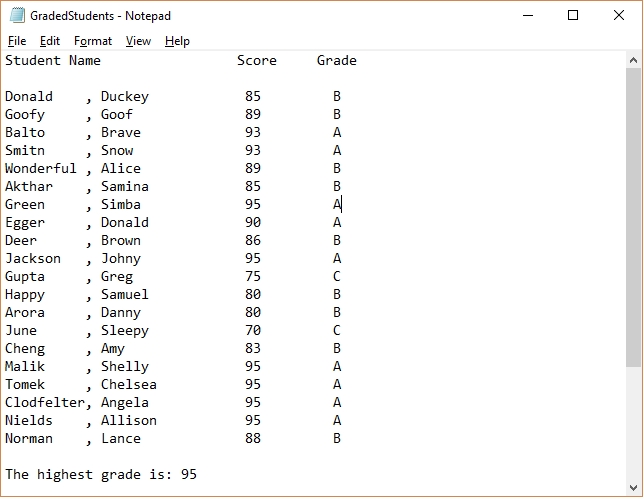 GradedStudents - Notepad
File Edit Format View Help
Student Name Score Grade
Donald , Duckey 85 B
Goofy , Goof 89 B
Balto , Brave 93 A
Smitn , Snow 93 A
Wonderful , Alice 89 B
Akthar , Samina 85 B
Green , Simba 95 A
Egger , Donald 90 A
Deer , Brown 86 B
Jackson , Johny 95 A
Gupta , Greg 75 C
Happy , Samuel 80 B
Arora , Danny 80 B
June , Sleepy 70 C
Cheng , Amy 83 B
Malik , Shelly 95 A
Tomek , Chelsea 95 A
Clodfelter, Angela 95 A
Nields , Allison 95 A
Norman , Lance 88 B
The highest grade is: 95